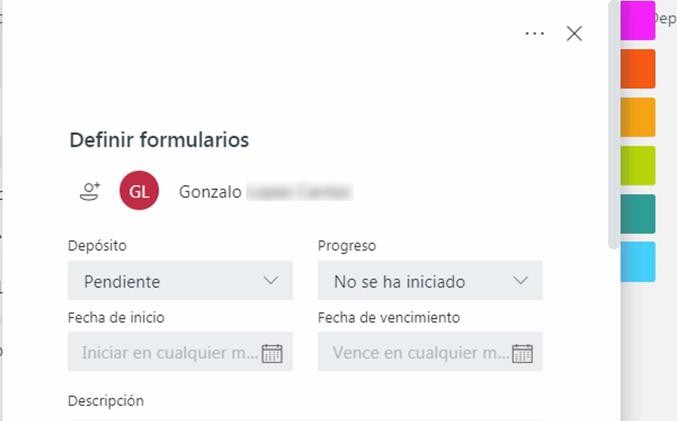 Dep
...
Definir formularios
GL Gonzalo
Depósito Progreso
Pendiente No se ha iniciado
Fecha de inicio Fecha de vencimiento
Iniciar en cualquier m... Vence en cualquier m...
Descripción